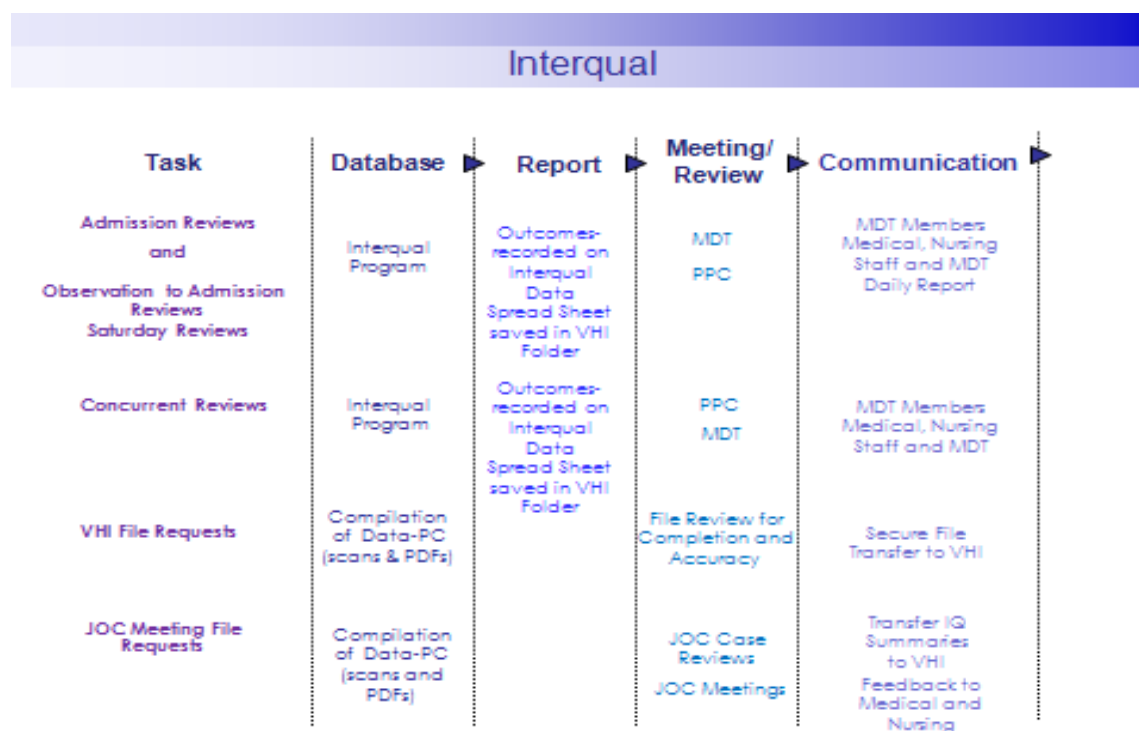 Interqual
Task
Database
Report
Meeting/
Review
Communication
Admission Reviews
and
Observation to Admission
Reviews
Saturday Reviews
Interqual
Program
Outcomes-
recorded on
Interqual
Data
Spread Sheet
saved in VHI
Folder
MDT
PPC
MDT Members
Medical, Nursing
Staff and MDT
Daily Report
Concurrent Reviews
Interqual
Program
Outcomes-
recorded on
Interqual
Data
Spread Sheet
saved in VHI
Folder
PPC
MDT
MDT Members
Medical, Nursing
Staff and MDT
VHI File Requests
Compilation
of Data-PC
(scans & PDFs)
File Review for
Completion and
Accuracy
Secure File
Transfer to VHI
JOC Meeting File
Requests
Compilation
of Data-PC
(scans and
PDFs)
JOC Case
Reviews
JOC Meetings
Transfer IQ
Summaries
to VHI
Feedback to
Medical and
Nursing